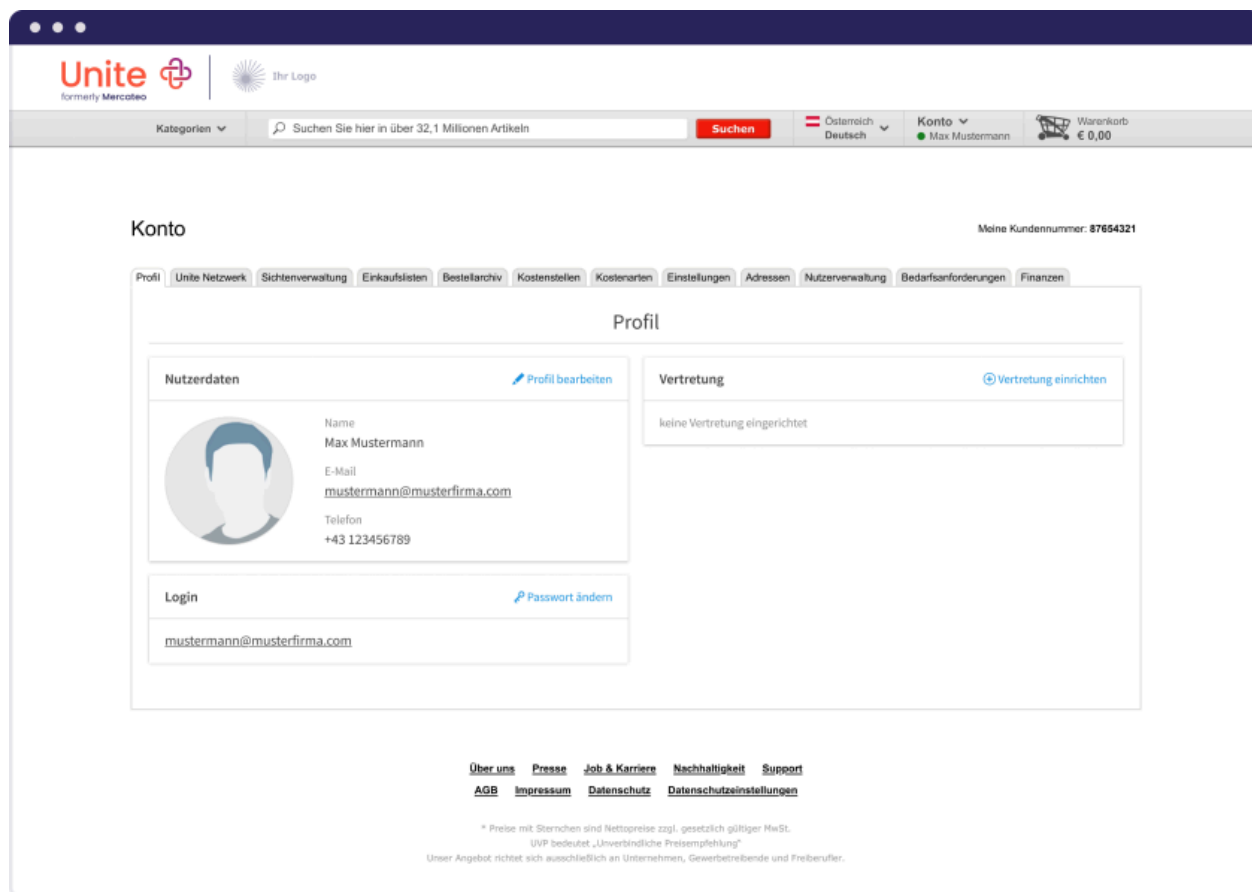 Unite
formerly Mercateo
Ihr Logo
Kategorien
Suchen Sie hier in über 32,1 Millionen Artikeln
Suchen
Österreich
Deutsch
Konto
Max Mustermann
Warenkorb
€ 0,00
Konto
Meine Kundennummer: 87654321
Profil Unite Netzwerk Sichtenverwaltung Einkaufslisten Bestellarchiv Kostenstellen Kostenarten Einstellungen Adressen Nutzerverwaltung Bedarfsanforderungen Finanzen
Profil
Nutzerdaten
Profil bearbeiten
Name
Max Mustermann
E-Mail
mustermann@musterfirma.com
Telefon
+43 123456789
Vertretung
Vertretung einrichten
keine Vertretung eingerichtet
Login
Passwort ändern
mustermann@musterfirma.com
Über uns Presse Job & Karriere Nachhaltigkeit Support
AGB Impressum Datenschutz Datenschutzeinstellungen
* Preise mit Sternchen sind Nettopreise zzgl. gesetzlich gültiger MwSt.
UVP bedeutet „Unverbindliche Preisempfehlung"
Unser Angebot richtet sich ausschließlich an Unternehmen, Gewerbetreibende und Freiberufler.